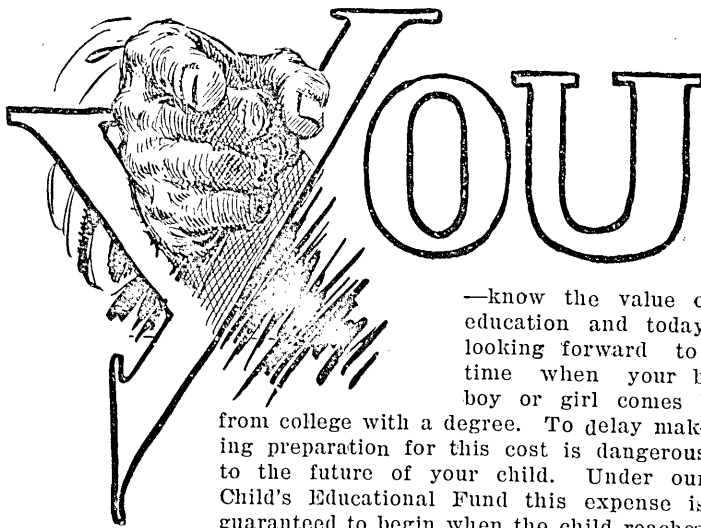 YOU
—know the value
education and today
looking forward to
time when your
boy or girl comes
from college with a degree. To delay mak-
ing preparation for this cost is dangerous
to the future of your child. Under our
Child's Educational Fund this expense is
guaranteed to begin when the child reaches